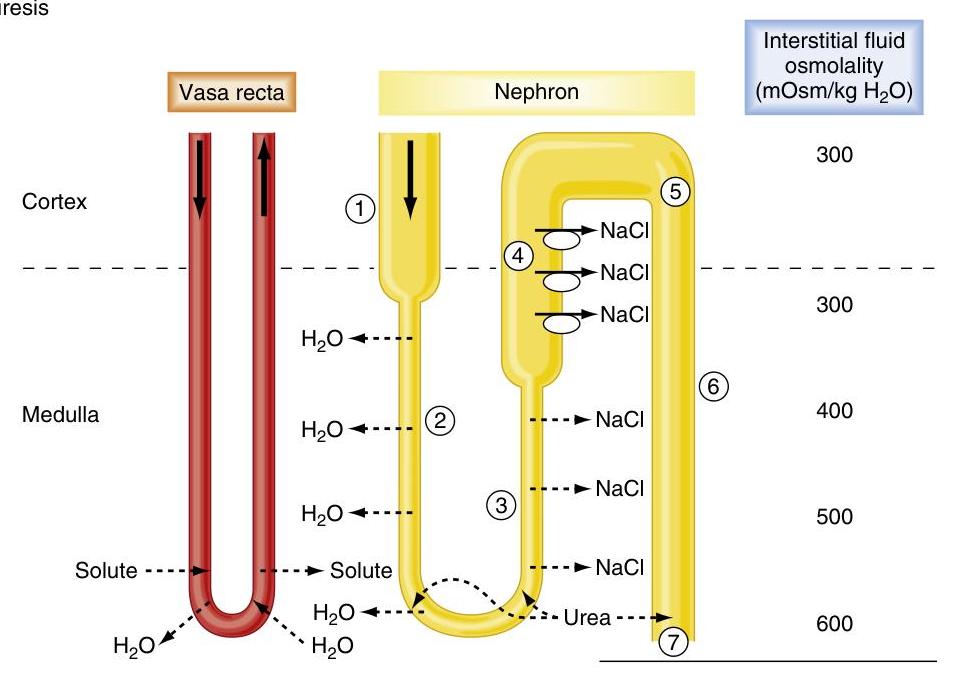 uresis
Vasa recta
Nephron
Interstitial fluid
osmolality
(mOsm/kg H₂O)
300
Cortex
1
5
4
NaCl
NaCl
NaCl
300
H₂O
6
Medulla
2
NaCl
400
H₂O
3
NaCl
500
H₂O
Solute
Solute
NaCl
H₂O
Urea
600
H₂O
H₂O
7